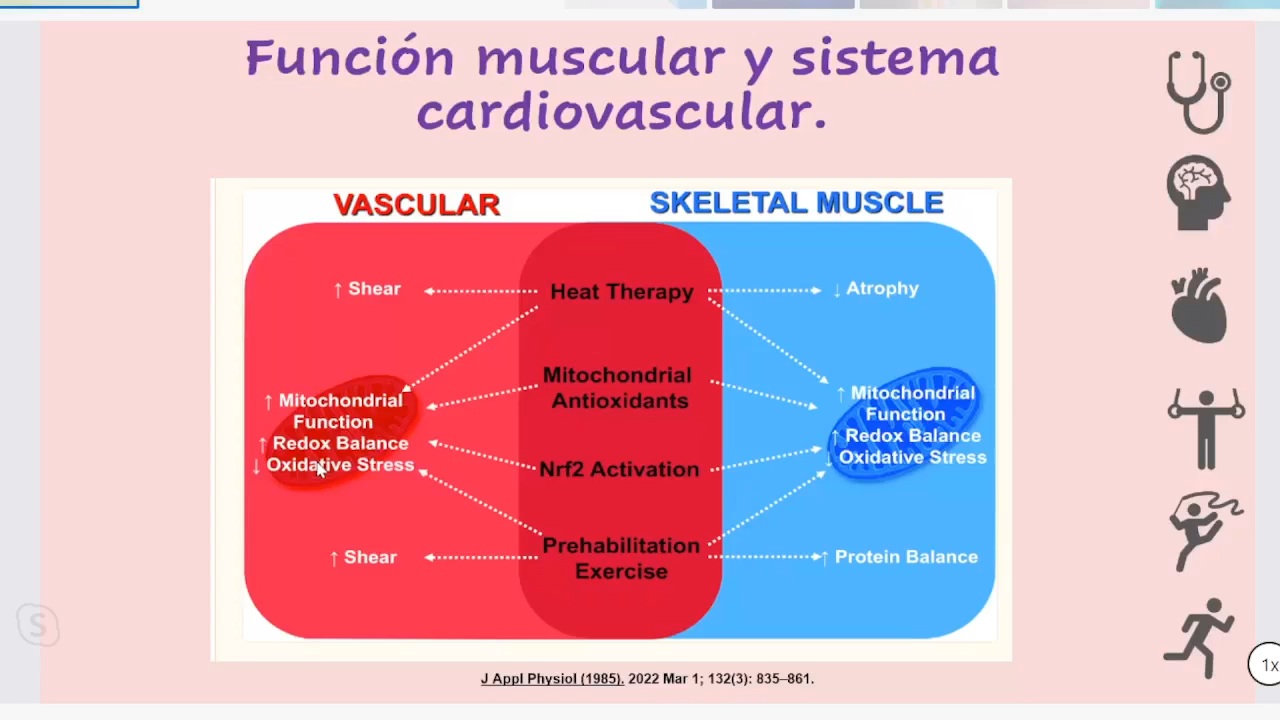 Función muscular y sistema
cardiovascular.
VASCULAR
SKELETAL MUSCLE
↑ Shear
Heat Therapy
↓ Atrophy
Mitochondrial
Antioxidants
↑ Mitochondrial
Function
↑ Redox Balance
↓ Oxidative Stress
↑ Mitochondrial
Function
↑ Redox Balance
↓ Oxidative Stress
Nrf2 Activation
Prehabilitation
Exercise
↑ Shear
↑ Protein Balance
S
J Appl Physiol (1985). 2022 Mar 1; 132(3): 835–861.
1x